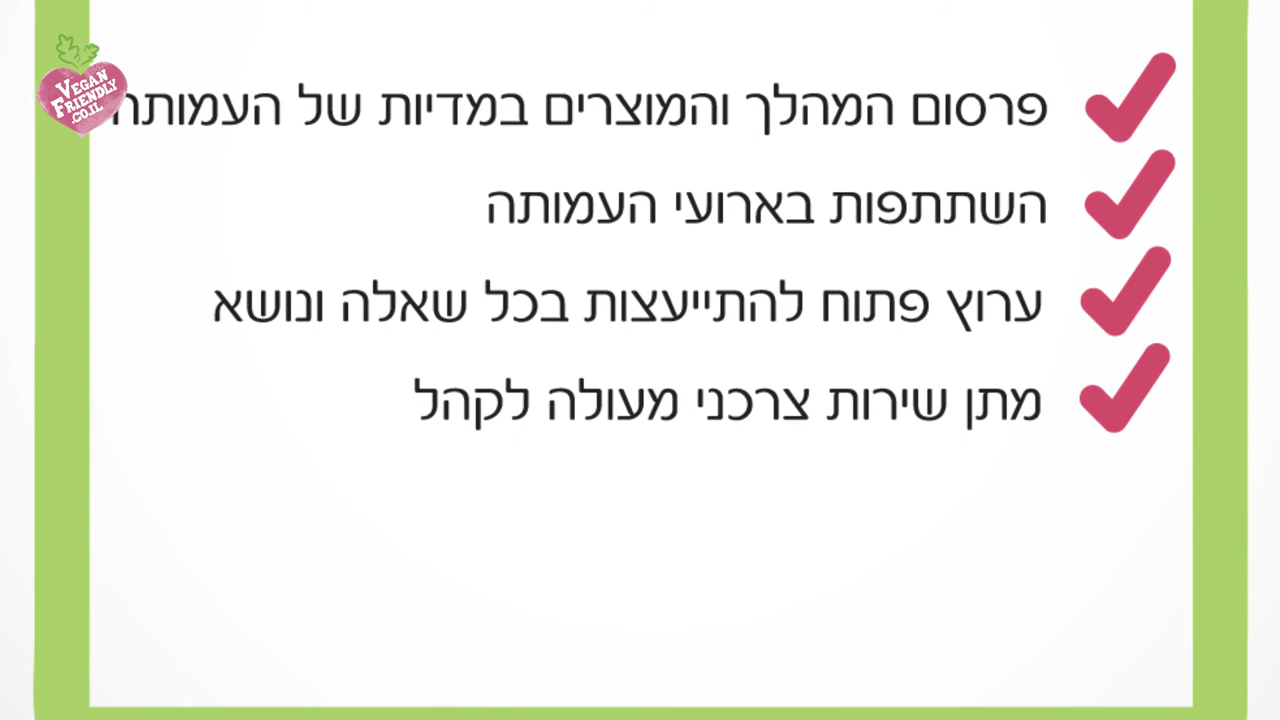 פרסום המהלך והמוצרים במדיות של העמותה
השתתפות בארועי העמותה
ערוץ פתוח להתייעצות בכל שאלה ונושא
מתן שירות צרכני מעולה לקהל
VEGAN
FRIENDLY
.CO.IL